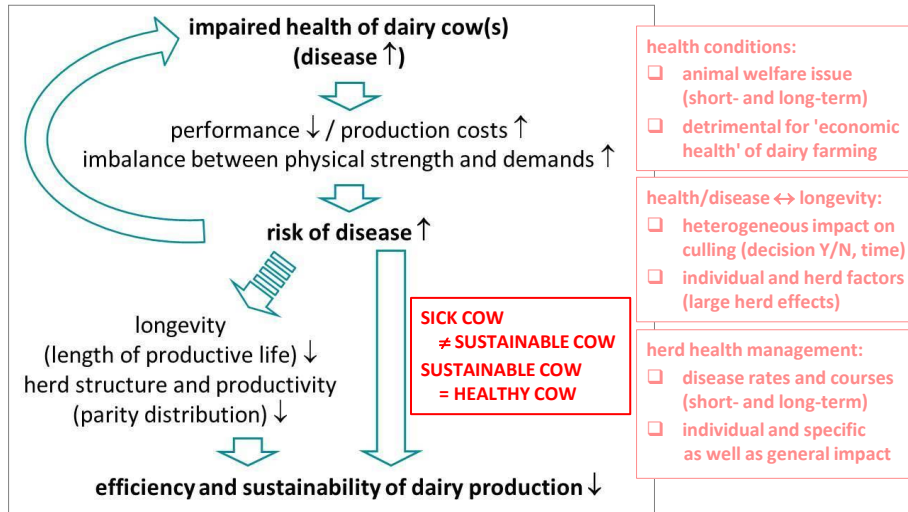 impaired health of dairy cow(s)
(disease ↑)
performance ↓ / production costs ↑
imbalance between physical strength and demands ↑
risk of disease ↑
longevity
(length of productive life) ↓
herd structure and productivity
(parity distribution) ↓
efficiency and sustainability of dairy production ↓
SICK COW
≠ SUSTAINABLE COW
SUSTAINABLE COW
= HEALTHY COW
health conditions:
❑ animal welfare issue
(short- and long-term)
❑ detrimental for 'economic
health' of dairy farming
health/disease ↔ longevity:
❑ heterogeneous impact on
culling (decision Y/N, time)
❑ individual and herd factors
(large herd effects)
herd health management:
❑ disease rates and courses
(short- and long-term)
❑ individual and specific
as well as general impact